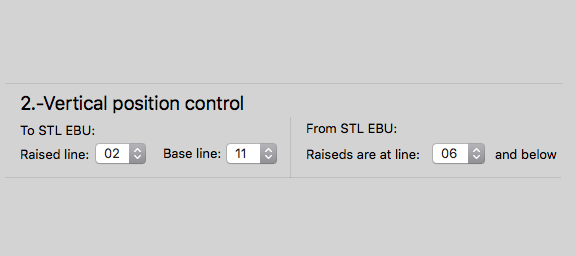 2.-Vertical position control
To STL EBU:
Raised line: 02 Base line: 11
From STL EBU:
Raiseds are at line: 06 and below